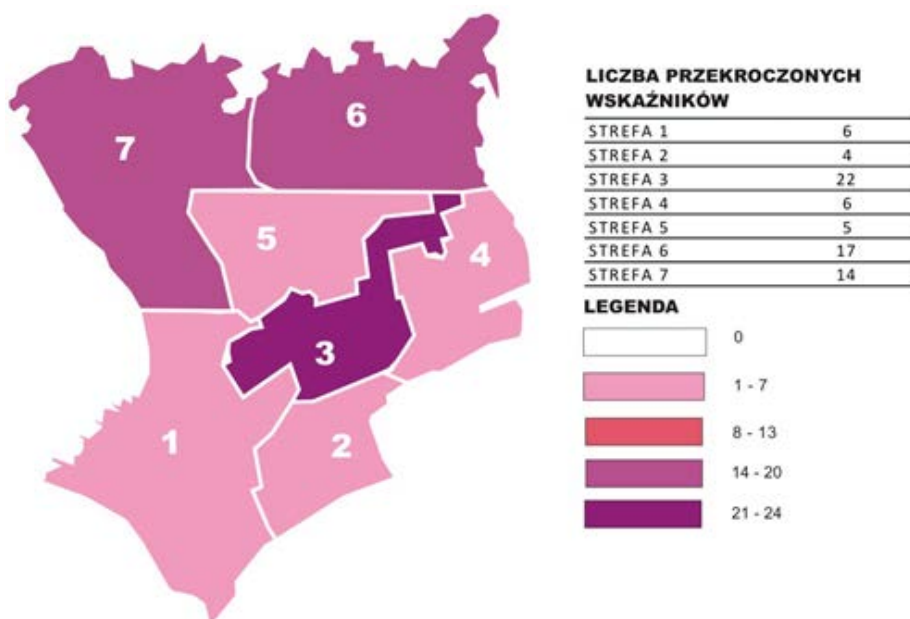 LICZBA PRZEKROCZONYCH
WSKAŹNIKÓW
STREFA 1 6
STREFA 2 4
STREFA 3 22
STREFA 4 6
STREFA 5 5
STREFA 6 17
STREFA 7 14
LEGENDA
0
1 - 7
8 - 13
14 - 20
21 - 24
6
7
5
4
3
1
2